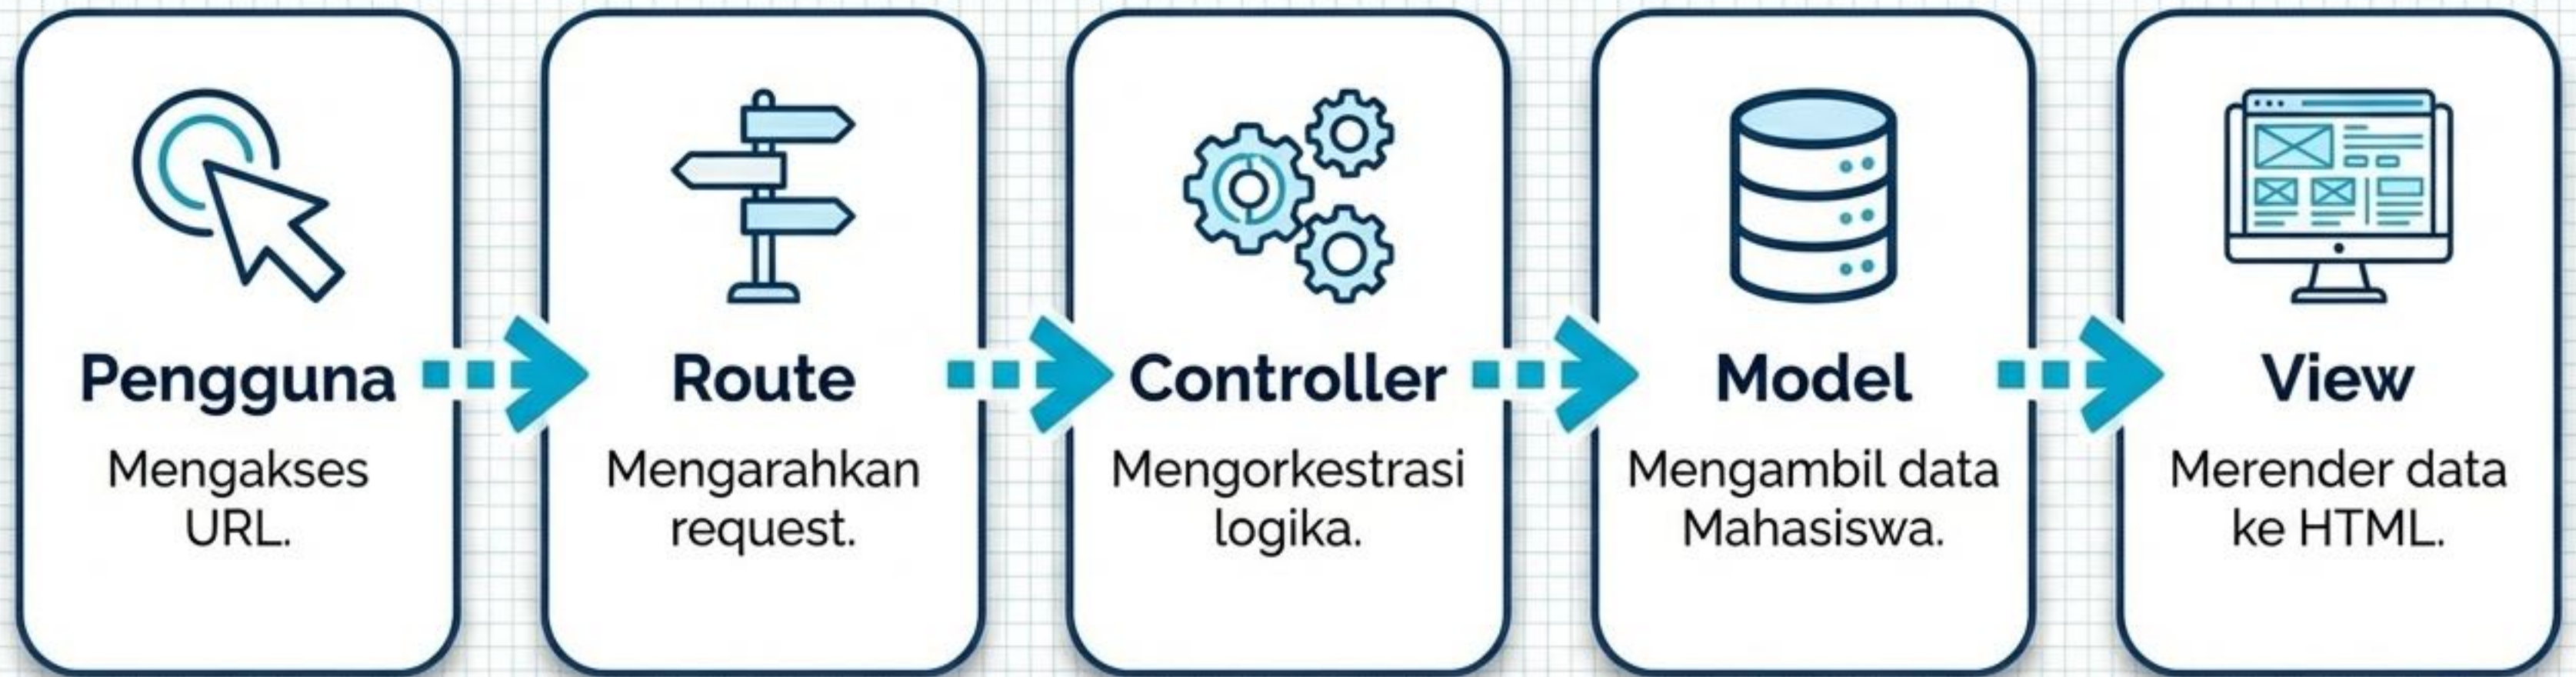 Pengguna
Mengakses
URL.
Route
Mengarahkan
request.
Controller
Mengorkestrasi
logika.
Model
Mengambil data
Mahasiswa.
View
Merender data
ke HTML.